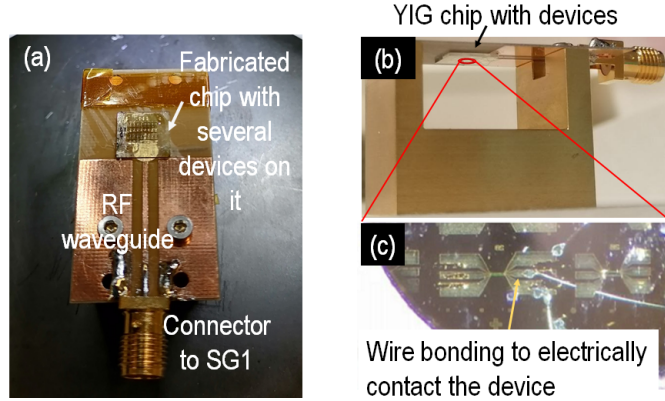 (a)
Fabricated
chip with
several
devices on
it
RF
waveguide
Connector
to SG1
YIG chip with devices
(b)
(c)
Wire bonding to electrically
contact the device